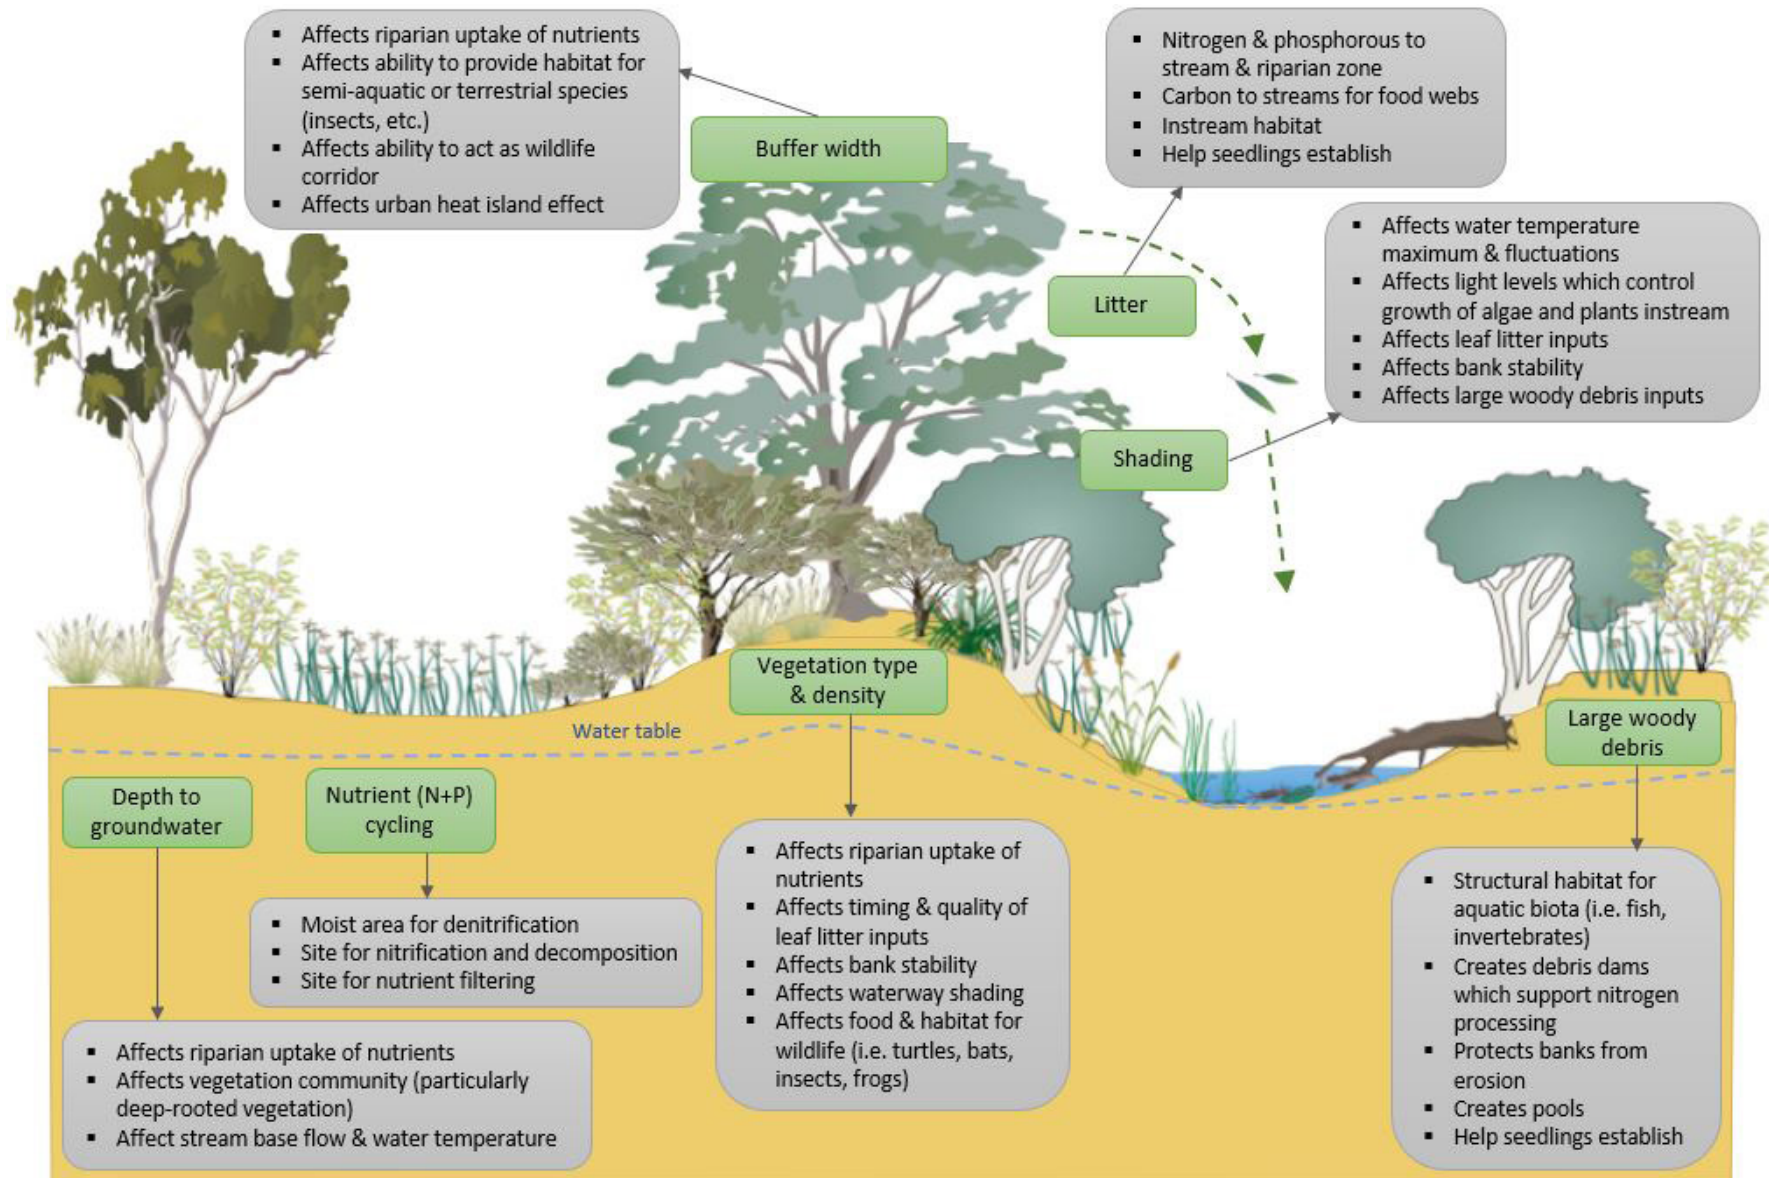 ▪ Affects riparian uptake of nutrients
▪ Affects ability to provide habitat for
semi-aquatic or terrestrial species
(insects, etc.)
▪ Affects ability to act as wildlife
corridor
▪ Affects urban heat island effect
Buffer width
▪ Nitrogen & phosphorous to
stream & riparian zone
▪ Carbon to streams for food webs
▪ Instream habitat
▪ Help seedlings establish
Litter
▪ Affects water temperature
maximum & fluctuations
▪ Affects light levels which control
growth of algae and plants instream
▪ Affects leaf litter inputs
▪ Affects bank stability
▪ Affects large woody debris inputs
Shading
Vegetation type
& density
Water table
Large woody
debris
Depth to
groundwater
Nutrient (N+P)
cycling
▪ Moist area for denitrification
▪ Site for nitrification and decomposition
▪ Site for nutrient filtering
▪ Affects riparian uptake of nutrients
▪ Affects vegetation community (particularly
deep-rooted vegetation)
▪ Affect stream base flow & water temperature
▪ Affects riparian uptake of
nutrients
▪ Affects timing & quality of
leaf litter inputs
▪ Affects bank stability
▪ Affects waterway shading
▪ Affects food & habitat for
wildlife (i.e. turtles, bats,
insects, frogs)
▪ Structural habitat for
aquatic biota (i.e. fish,
invertebrates)
▪ Creates debris dams
which support nitrogen
processing
▪ Protects banks from
erosion
▪ Creates pools
▪ Help seedlings establish